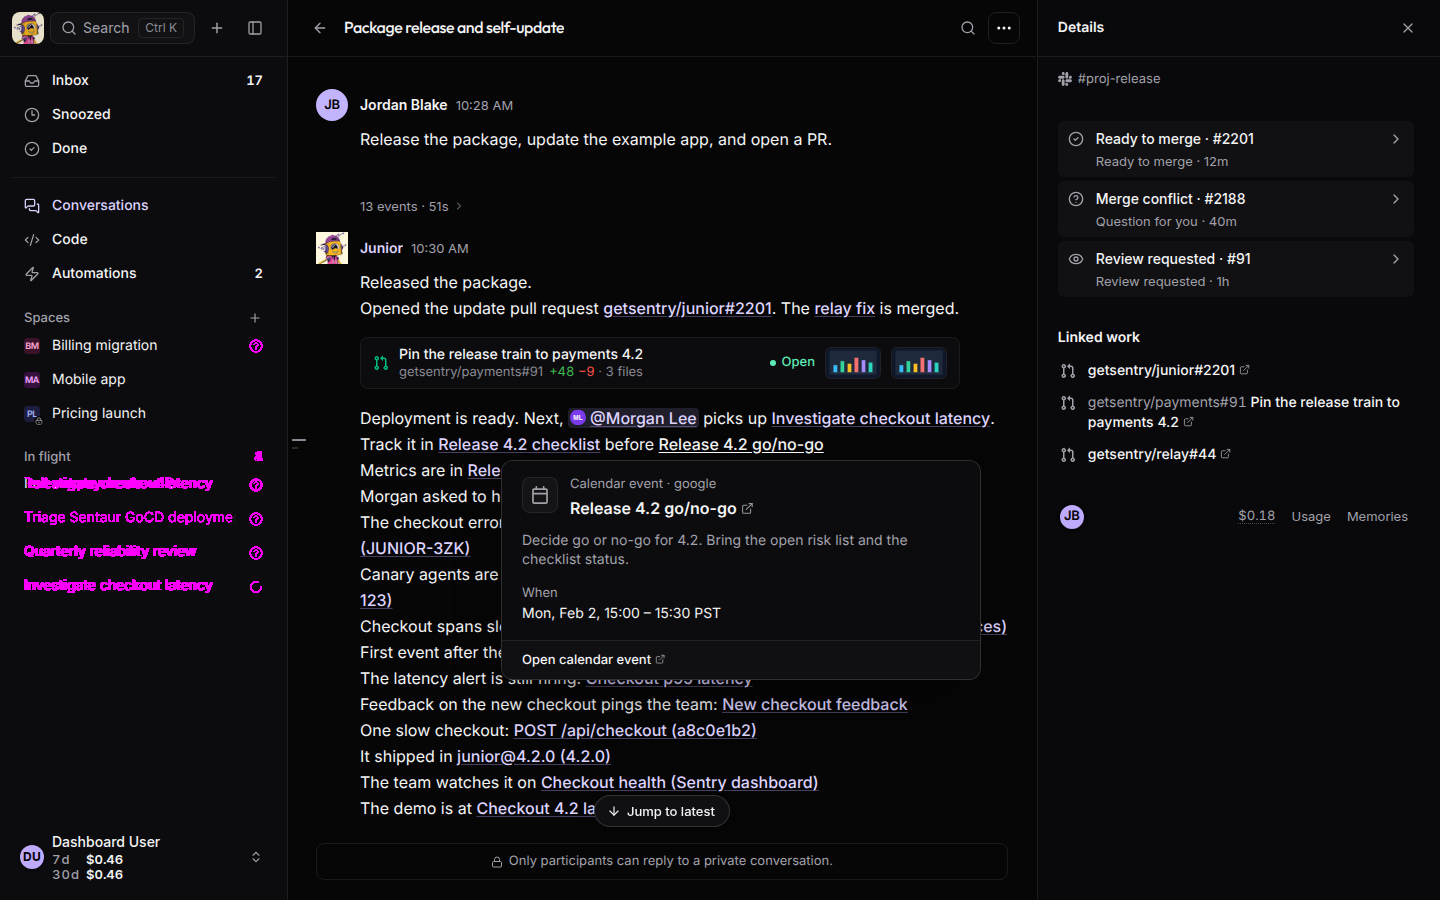 Search Ctrl K
Inbox 17
Snoozed
Done
Conversations
Code
Automations 2
Spaces
BM Billing migration
MA Mobile app
PL Pricing launch
In flight
Triage Sentaur GoCD deployme
Quarterly reliability review
Investigate checkout latency
DU Dashboard User
7d $0.46
30d $0.46
Package release and self-update
JB Jordan Blake 10:28 AM
Release the package, update the example app, and open a PR.
13 events · 51s
Junior 10:30 AM
Released the package.
Opened the update pull request getsentry/junior#2201. The relay fix is merged.
Pin the release train to payments 4.2
getsentry/payments#91 +48 −9 · 3 files
Open
Deployment is ready. Next, ML @Morgan Lee picks up Investigate checkout latency.
Track it in Release 4.2 checklist before Release 4.2 go/no-go
Metrics are in Rele
Morgan asked to h
The checkout error
(JUNIOR-3ZK)
Canary agents are
123)
Checkout spans slo ces)
First event after the
The latency alert is still firing: Checkout p95 latency
Feedback on the new checkout pings the team: New checkout feedback
One slow checkout: POST /api/checkout (a8c0e1b2)
It shipped in junior@4.2.0 (4.2.0)
The team watches it on Checkout health (Sentry dashboard)
The demo is at Checkout 4.2 la
Calendar event · google
Release 4.2 go/no-go
Decide go or no-go for 4.2. Bring the open risk list and the
checklist status.
When
Mon, Feb 2, 15:00 – 15:30 PST
Open calendar event
Jump to latest
Only participants can reply to a private conversation.
Details
#proj-release
Ready to merge · #2201
Ready to merge · 12m
Merge conflict · #2188
Question for you · 40m
Review requested · #91
Review requested · 1h
Linked work
getsentry/junior#2201
getsentry/payments#91 Pin the release train to
payments 4.2
getsentry/relay#44
JB $0.18 Usage Memories